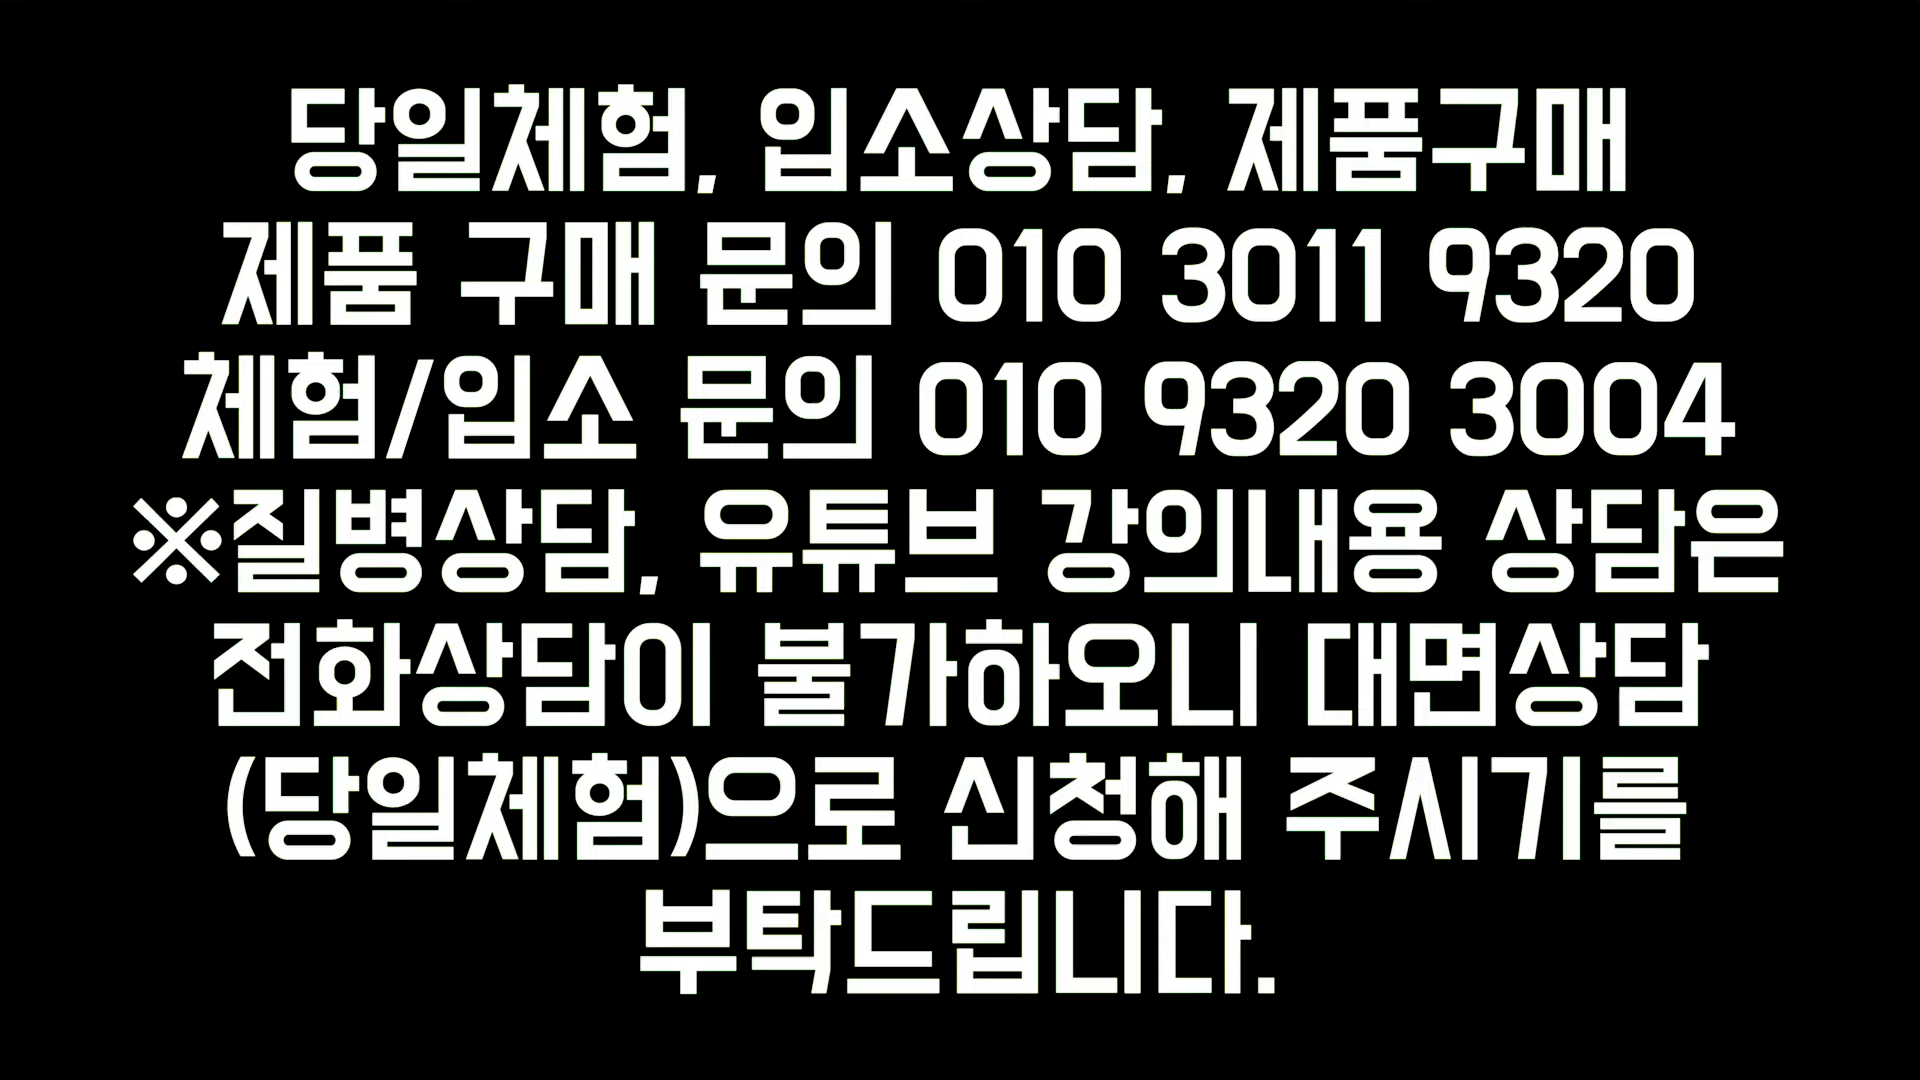 당일체험, 입소상담, 제품구매
제품 구매 문의 010 3011 9320
체험/입소 문의 010 9320 3004
※질병상담, 유튜브 강의내용 상담은
전화상담이 불가하오니 대면상담
(당일체험)으로 신청해 주시기를
부탁드립니다.